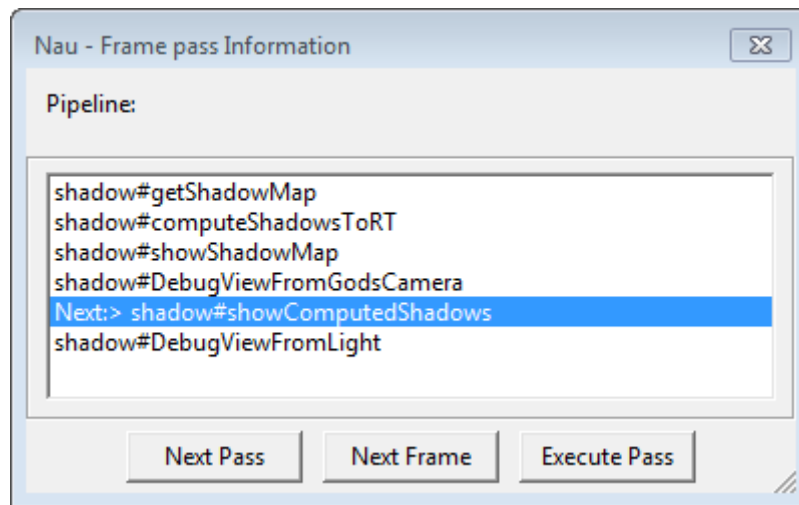 Nau - Frame pass Information
Pipeline:
shadow#getShadowMap
shadow#computeShadowsToRT
shadow#showShadowMap
shadow#DebugViewFromGodsCamera
Next:> shadow#showComputedShadows
shadow#DebugViewFromLight
Next Pass Next Frame Execute Pass